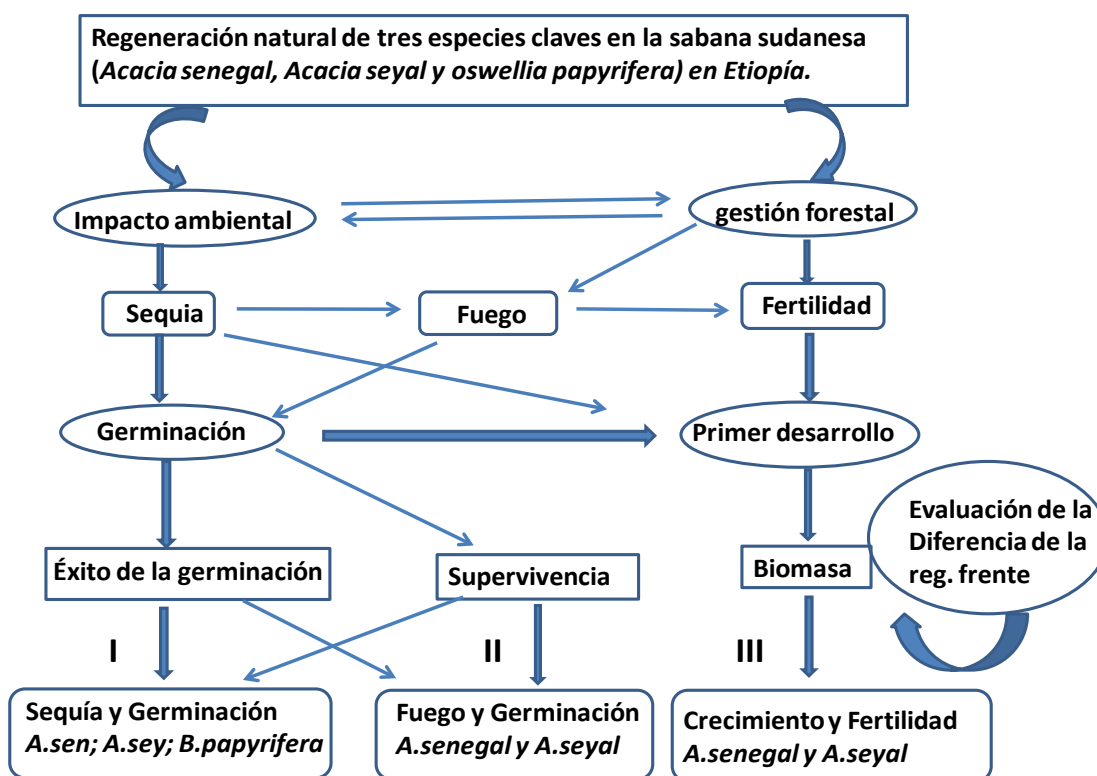 Regeneración natural de tres especies claves en la sabana sudanesa
(Acacia senegal, Acacia seyal y oswellia papyrifera) en Etiopía.
Impacto ambiental
gestión forestal
Sequia
Fuego
Fertilidad
Germinación
Primer desarrollo
Evaluación de la
Diferencia de la
reg. frente
Éxito de la germinación
Supervivencia
Biomasa
I
II
III
Sequía y Germinación
A.sen; A.sey; B.papyrifera
Fuego y Germinación
A.senegal y A.seyal
Crecimiento y Fertilidad
A.senegal y A.seyal